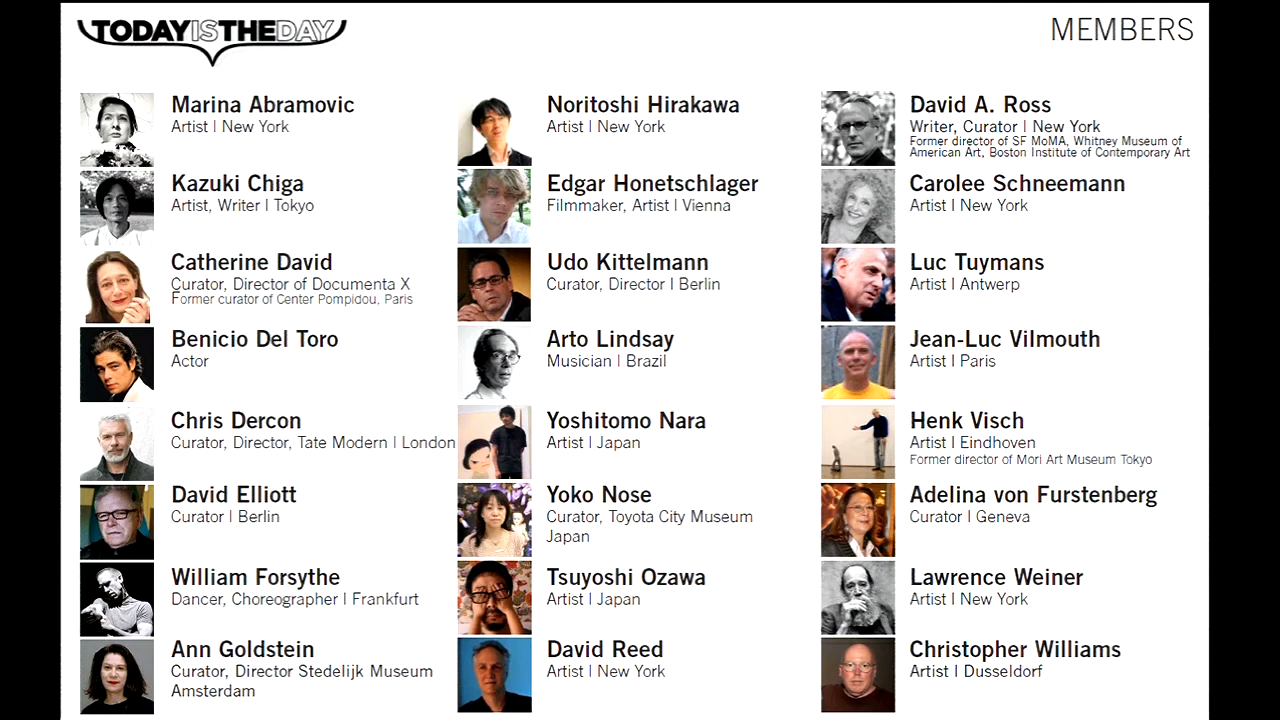 TODAYISTHEDAY
MEMBERS
Marina Abramovic
Artist | New York
Kazuki Chiga
Artist, Writer | Tokyo
Catherine David
Curator, Director of Documenta X
Former curator of Center Pompidou, Paris
Benicio Del Toro
Actor
Chris Dercon
Curator, Director, Tate Modern | London
David Elliott
Curator | Berlin
William Forsythe
Dancer, Choreographer | Frankfurt
Ann Goldstein
Curator, Director Stedelijk Museum
Amsterdam
Noritoshi Hirakawa
Artist | New York
Edgar Honetschlager
Filmmaker, Artist | Vienna
Udo Kittelmann
Curator, Director | Berlin
Arto Lindsay
Musician | Brazil
Yoshitomo Nara
Artist | Japan
Yoko Nose
Curator, Toyota City Museum
Japan
Tsuyoshi Ozawa
Artist | Japan
David Reed
Artist | New York
David A. Ross
Writer, Curator | New York
Former director of SF MoMA, Whitney Museum of
American Art, Boston Institute of Contemporary Art
Carolee Schneemann
Artist | New York
Luc Tuymans
Artist | Antwerp
Jean-Luc Vilmouth
Artist | Paris
Henk Visch
Artist | Eindhoven
Former director of Mori Art Museum Tokyo
Adelina von Furstenberg
Curator | Geneva
Lawrence Weiner
Artist | New York
Christopher Williams
Artist | Dusseldorf